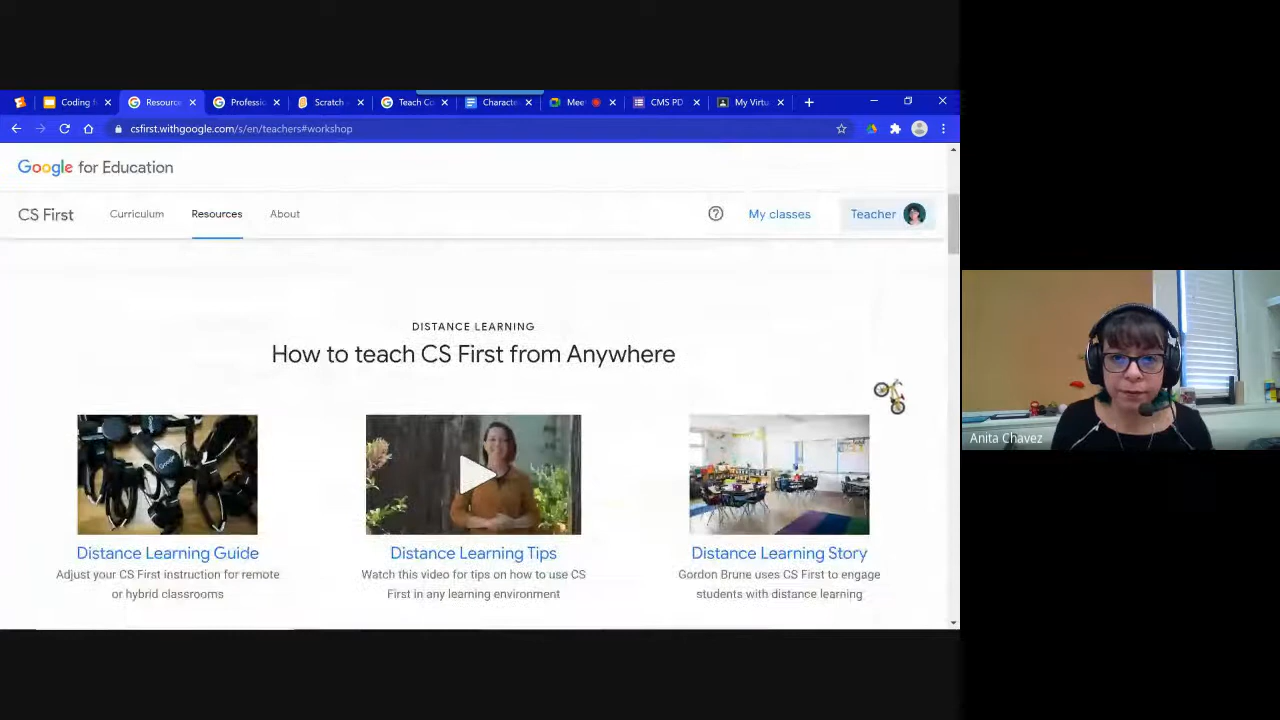 Coding f
Resourc
Professio
Scratch
Teach Co
Characte
Mee
CMS PD
My Virtu
csfirst.withgoogle.com/s/en/teachers#workshop
Google for Education
CS First
Curriculum
Resources
About
My classes
Teacher
DISTANCE LEARNING
How to teach CS First from Anywhere
Google
Distance Learning Guide
Adjust your CS First instruction for remote
or hybrid classrooms
Distance Learning Tips
Watch this video for tips on how to use CS
First in any learning environment
Distance Learning Story
Gordon Brune uses CS First to engage
students with distance learning
Anita Chavez